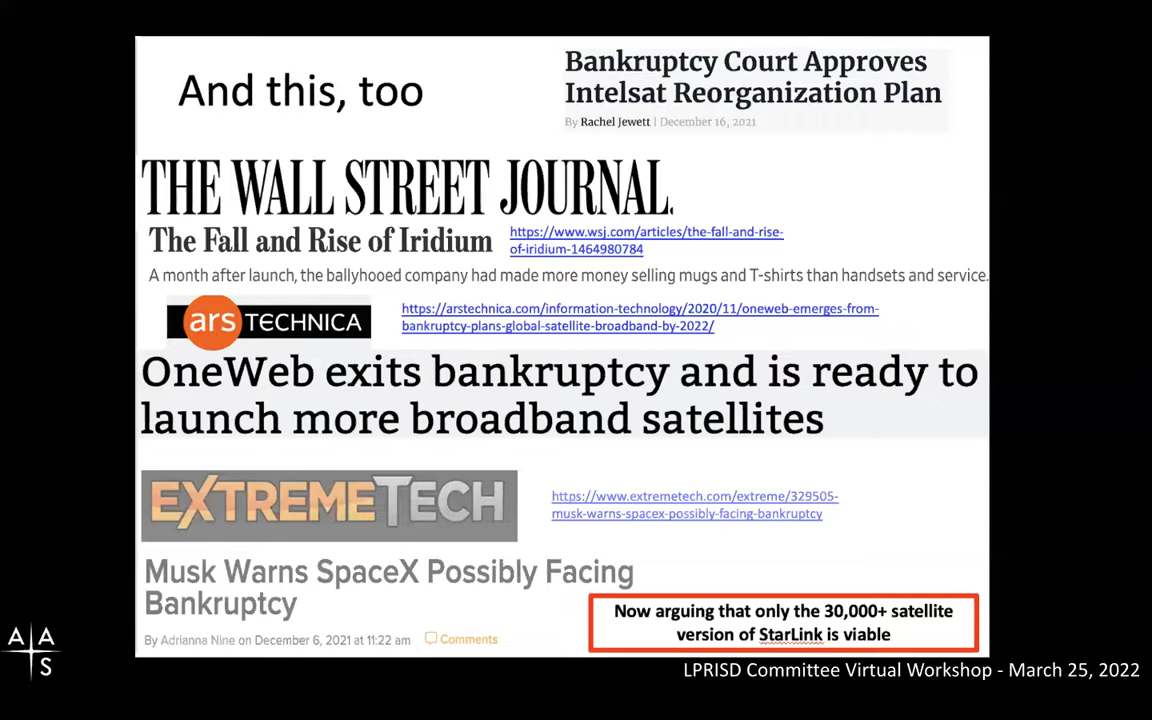 And this, too
Bankruptcy Court Approves
Intelsat Reorganization Plan
By Rachel Jewett | December 16, 2021
THE WALL STREET JOURNAL.
The Fall and Rise of Iridium
https://www.wsj.com/articles/the-fall-and-rise-
of-iridium-1464980784
A month after launch, the ballyhooed company had made more money selling mugs and T-shirts than handsets and service.
ars TECHNICA
https://arstechnica.com/information-technology/2020/11/oneweb-emerges-from-
bankruptcy-plans-global-satellite-broadband-by-2022/
OneWeb exits bankruptcy and is ready to
launch more broadband satellites
EXTREMETECH
https://www.extremetech.com/extreme/329505-
musk-warns-spacex-possibly-facing-bankruptcy
Musk Warns SpaceX Possibly Facing
Bankruptcy
By Adrianna Nine on December 6, 2021 at 11:22 am Comments
Now arguing that only the 30,000+ satellite
version of StarLink is viable
A A
S
LPRISD Committee Virtual Workshop - March 25, 2022